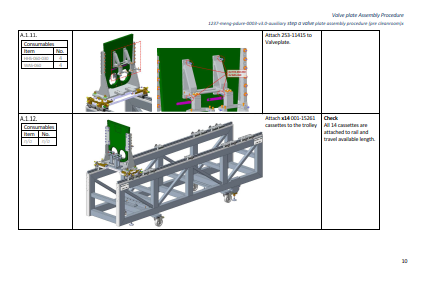 Valve plate Assembly Procedure
A.1.11.
Consumables
Item No.
4
4
Attach 253-11415 to
Valveplate.
A.1.12.
Consumables
Item No.
N/A N/A
Attach x14 001-15261
cassettes to the trolley
Check
All 14 cassettes are
attached to rail and
travel available length.
10